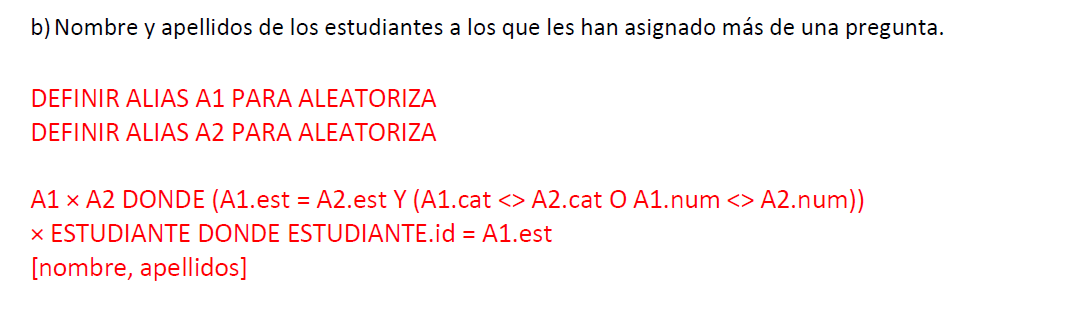 b) Nombre y apellidos de los estudiantes a los que les han asignado más de una pregunta.
DEFINIR ALIAS A1 PARA ALEATORIZA
DEFINIR ALIAS A2 PARA ALEATORIZA
A1 × A2 DONDE (A1.est = A2.est Y (A1.cat <> A2.cat O A1.num <> A2.num))
× ESTUDIANTE DONDE ESTUDIANTE.id = A1.est
[nombre, apellidos]